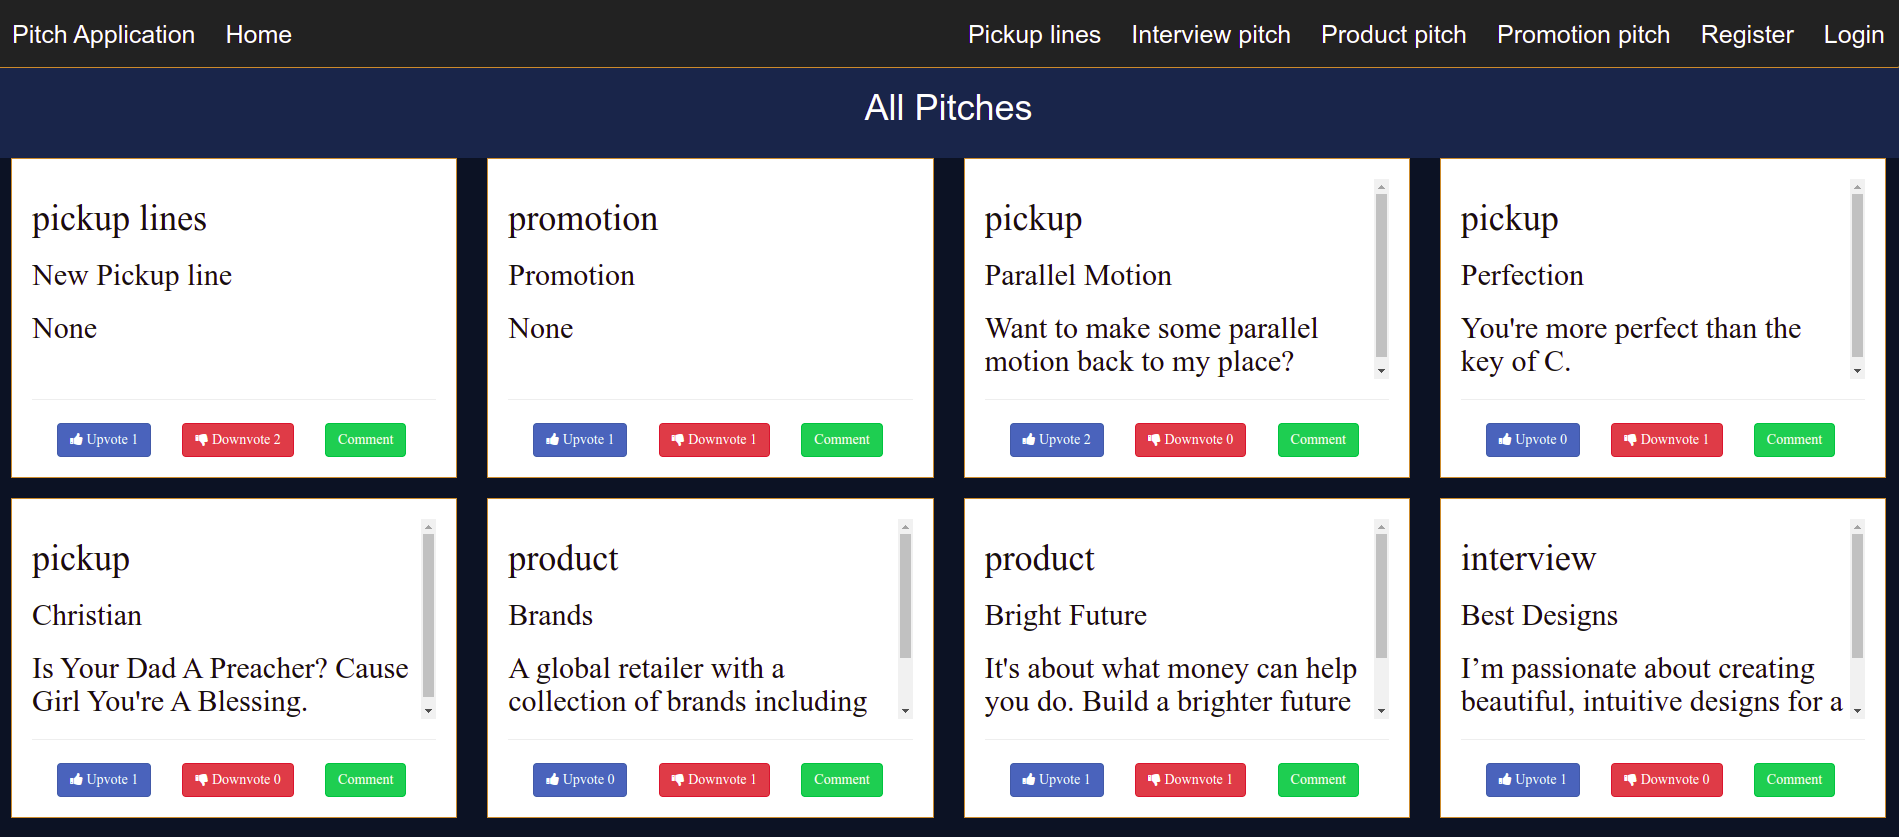 Pitch Application Home Pickup lines Interview pitch Product pitch Promotion pitch Register Login
All Pitches
pickup lines
New Pickup line
None
Upvote 1 Downvote 2 Comment
promotion
Promotion
None
Upvote 1 Downvote 1 Comment
pickup
Parallel Motion
Want to make some parallel
motion back to my place?
Upvote 2 Downvote 0 Comment
pickup
Perfection
You're more perfect than the
key of C.
Upvote 0 Downvote 1 Comment
pickup
Christian
Is Your Dad A Preacher? Cause
Girl You're A Blessing.
Upvote 1 Downvote 0 Comment
product
Brands
A global retailer with a
collection of brands including
Upvote 0 Downvote 1 Comment
product
Bright Future
It's about what money can help
you do. Build a brighter future
Upvote 1 Downvote 1 Comment
interview
Best Designs
I’m passionate about creating
beautiful, intuitive designs for a
Upvote 1 Downvote 0 Comment